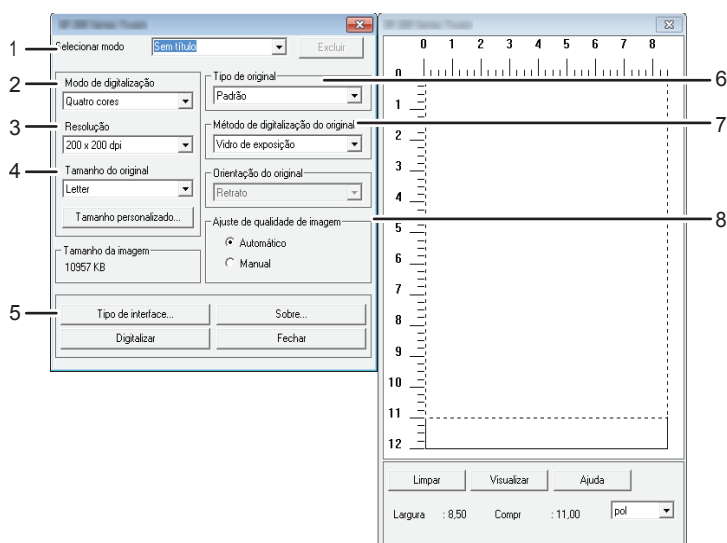 1
Selecionar modo
Sem título
Excluir
2
Modo de digitalização
Quatro cores
3
Resolução
200 x 200 dpi
4
Tamanho do original
Letter
Tamanho personalizado...
Tamanho da imagem
10957 KB
Tipo de original
6
Padrão
Método de digitalização do original
7
Vidro de exposição
Orientação do original
Retrato
Ajuste de qualidade de imagem
8
Automático
Manual
5
Tipo de interface...
Sobre...
Digitalizar
Fechar
0 1 2 3 4 5 6 7 8
0
1
2
3
4
5
6
7
8
9
10
11
12
Limpar
Visualizar
Ajuda
Largura : 8,50 Compr : 11,00 pol